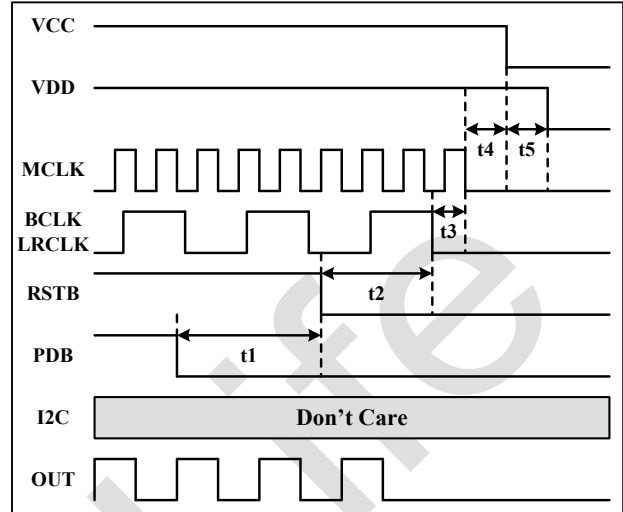 VCC
VDD
t4
t5
MCLK
BCLK
LRCLK
t3
RSTB
t2
PDB
t1
I2C
Don't Care
OUT